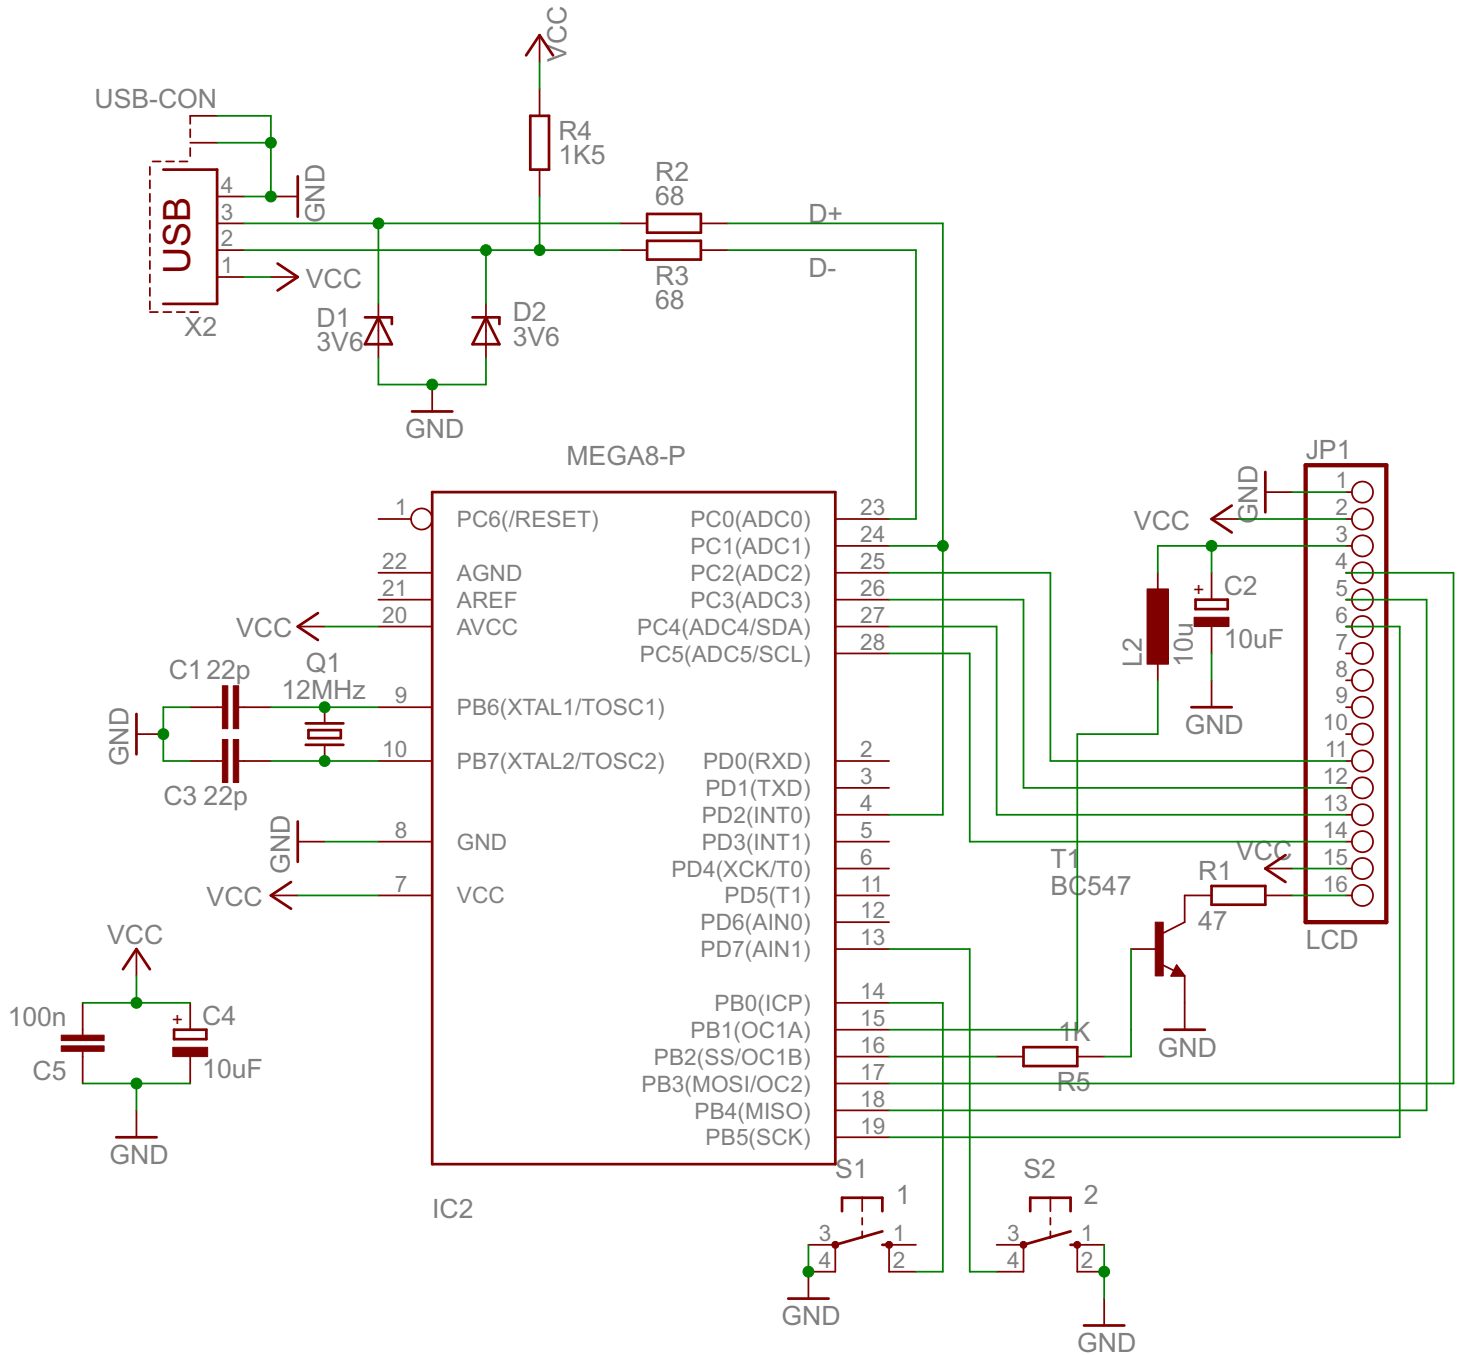 VCC
USB-CON
R4
1K5
R2
68
GND
4
3
2
1
USB
D+
D-
VCC
R3
68
X2
D1
3V6
D2
3V6
GND
MEGA8-P
JP1
1 PC6(/RESET)
22 AGND
21 AREF
VCC 20 AVCC
C1 22p
Q1
12MHz
9 PB6(XTAL1/TOSC1)
GND
10 PB7(XTAL2/TOSC2)
C3 22p
GND
8 GND
VCC 7 VCC
PC0(ADC0) 23
PC1(ADC1) 24
PC2(ADC2) 25
PC3(ADC3) 26
PC4(ADC4/SDA) 27
PC5(ADC5/SCL) 28
PD0(RXD) 2
PD1(TXD) 3
PD2(INT0) 4
PD3(INT1) 5
PD4(XCK/T0) 6
PD5(T1) 11
PD6(AIN0) 12
PD7(AIN1) 13
PB0(ICP) 14
PB1(OC1A) 15
PB2(SS/OC1B) 16
PB3(MOSI/OC2) 17
PB4(MISO) 18
PB5(SCK) 19
GND
VCC
1
2
3
4
5
6
7
8
9
10
11
12
13
14
15
16
L2
10u
+
C2
10uF
GND
T1
BC547
VCC
R1
47
LCD
GND
1K
R5
VCC
100n
C5
+
C4
10uF
GND
IC2
S1
1
3
4
1
2
GND
S2
2
3
4
1
2
GND